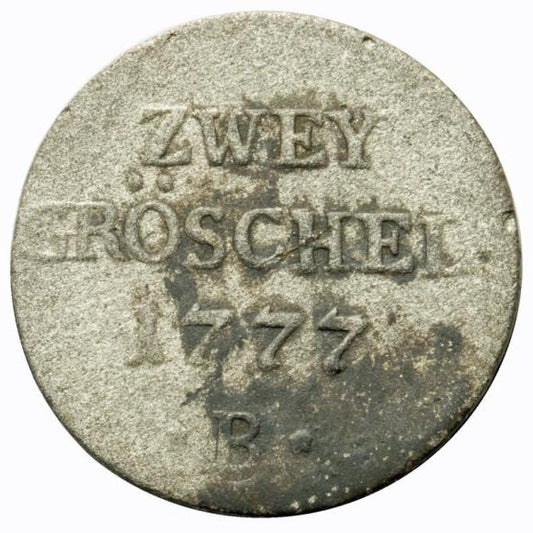 ZWEY
GRÖSCHEL.
1777
· B ·